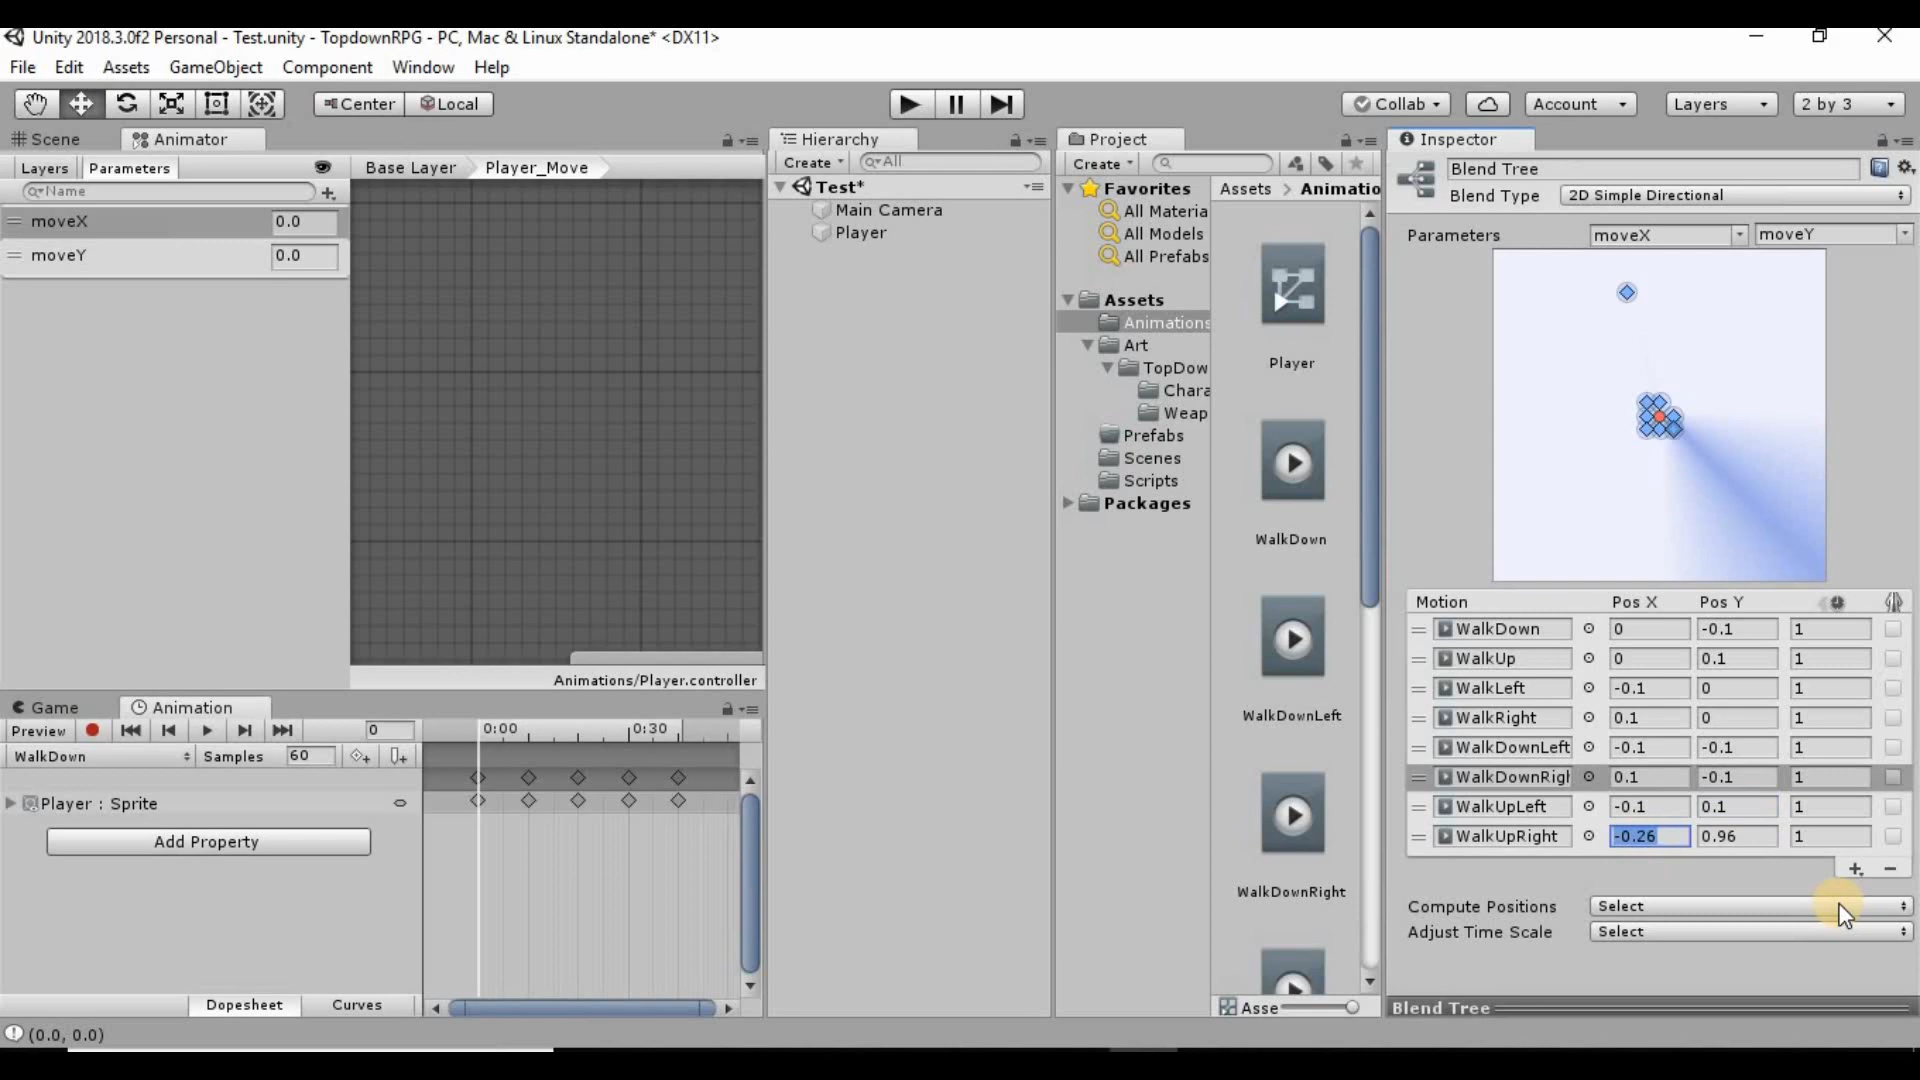 Unity 2018.3.0f2 Personal - Test.unity - TopdownRPG - PC, Mac & Linux Standalone* <DX11>
File Edit Assets GameObject Component Window Help
Center Local Collab Account Layers 2 by 3
Scene Animator
Layers Parameters Base Layer Player_Move
Name
moveX 0.0
moveY 0.0
Animations/Player.controller
Hierarchy
Create All
Test*
Main Camera
Player
Project
Create
Favorites
All Materia
All Models
All Prefabs
Assets
Animations
Art
TopDow
Chara
Weap
Prefabs
Scenes
Scripts
Packages
Assets > Animatio
Player
WalkDown
WalkDownLeft
WalkDownRight
Asse
Inspector
Blend Tree
Blend Type 2D Simple Directional
Parameters moveX moveY
Motion Pos X Pos Y
WalkDown 0 -0.1 1
WalkUp 0 0.1 1
WalkLeft -0.1 0 1
WalkRight 0.1 0 1
WalkDownLeft -0.1 -0.1 1
WalkDownRigh 0.1 -0.1 1
WalkUpLeft -0.1 0.1 1
WalkUpRight -0.26 0.96 1
Compute Positions Select
Adjust Time Scale Select
Blend Tree
Game Animation
Preview 0 0:00 0:30
WalkDown Samples 60
Player : Sprite
Add Property
Dopesheet Curves
(0.0, 0.0)